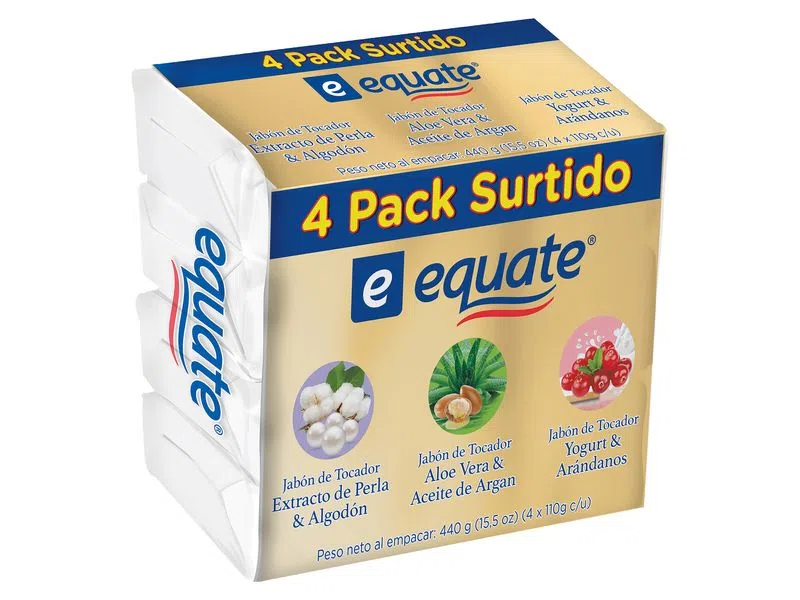 4 Pack Surtido
e equate®
Jabón de Tocador
Extracto de Perla
& Algodón
Jabón de Tocador
Aloe Vera &
Aceite de Argan
Jabón de Tocador
Yogurt &
Arándanos
Peso neto al empacar: 440 g (15,5 oz) (4 x 110g c/u)
4 Pack Surtido
e equate®
Jabón de Tocador
Extracto de Perla
& Algodón
Jabón de Tocador
Aloe Vera &
Aceite de Argan
Jabón de Tocador
Yogurt &
Arándanos
Peso neto al empacar: 440 g (15,5 oz) (4 x 110g c/u)
equate®